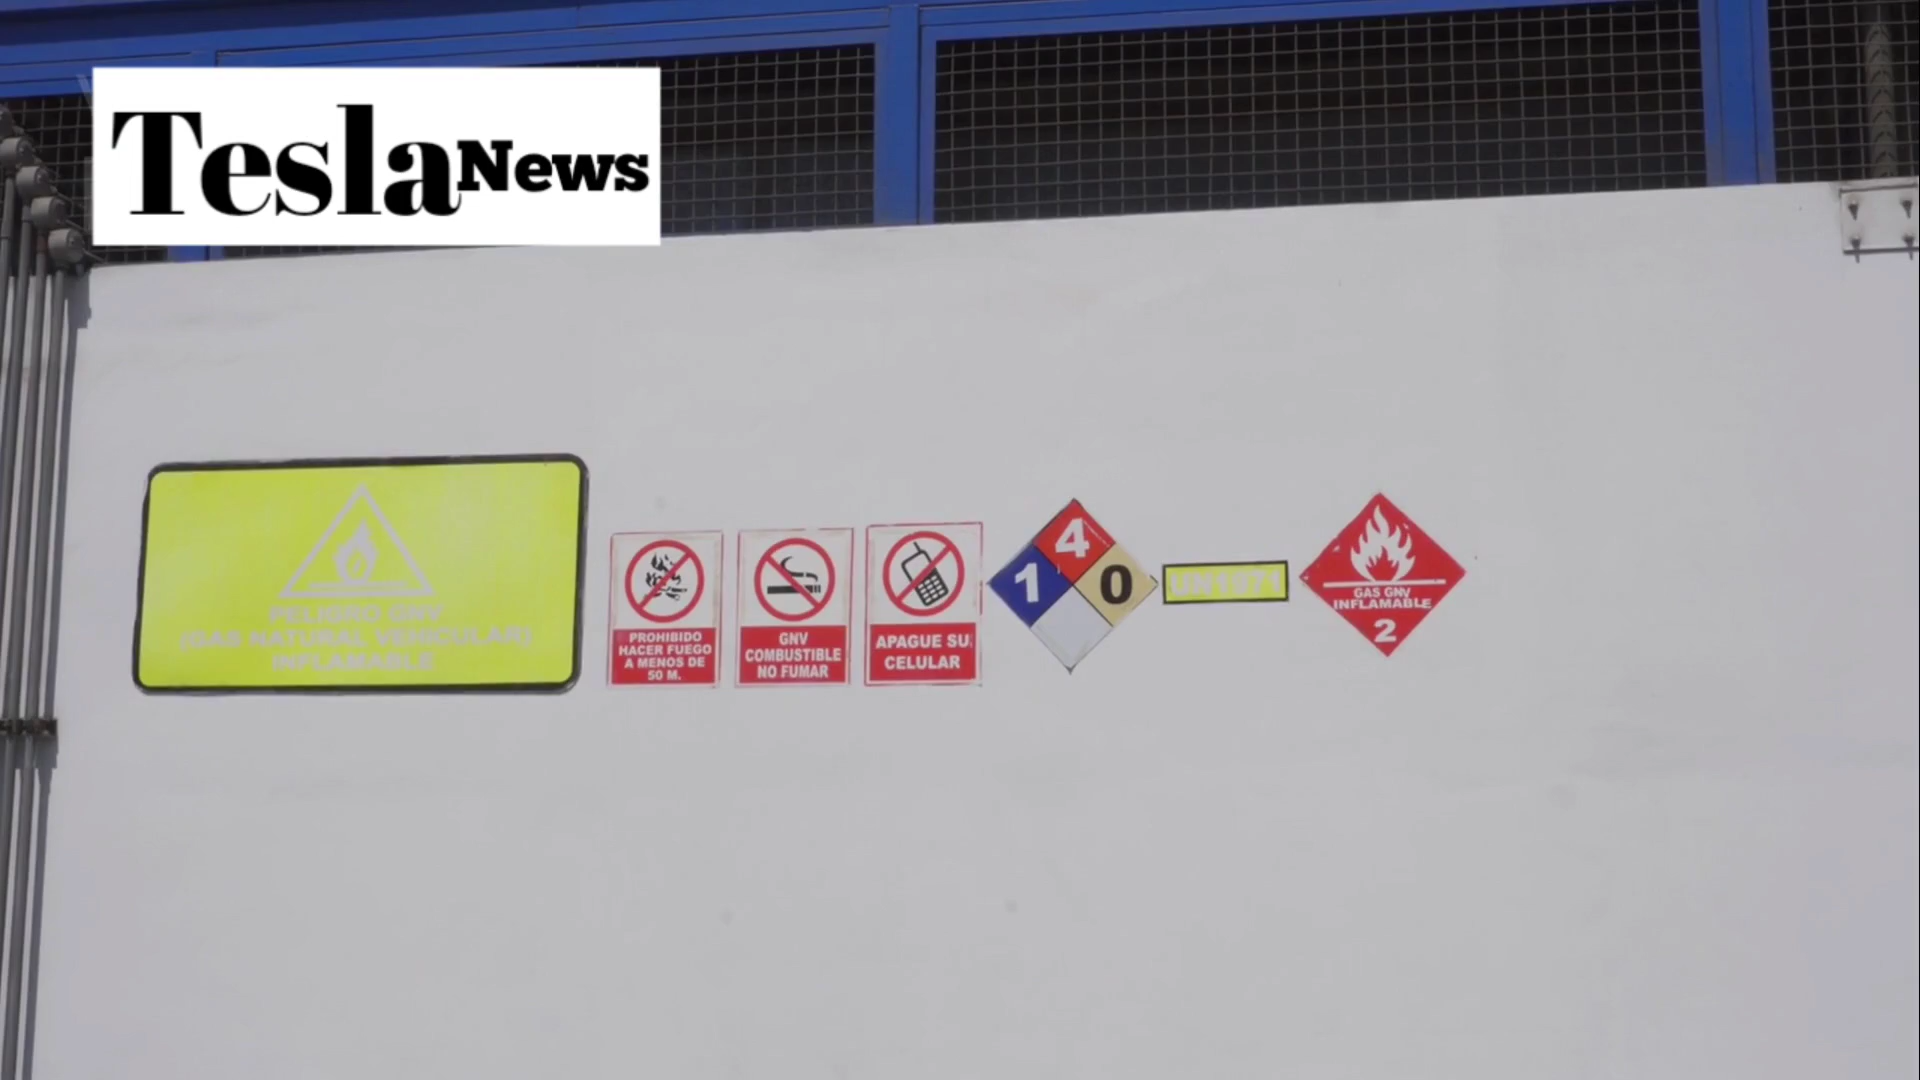 Tesla News
PELIGRO GNV
(GAS NATURAL VEHICULAR)
INFLAMABLE
PROHIBIDO
HACER FUEGO
A MENOS DE
50 M.
GNV
COMBUSTIBLE
NO FUMAR
APAGUE SU
CELULAR
4
1
0
UN1971
GAS GNV
INFLAMABLE
2